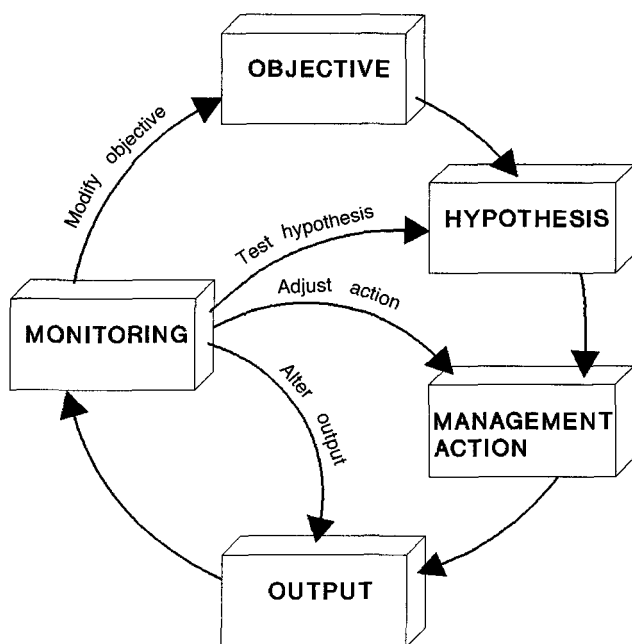 OBJECTIVE
Modify objective
HYPOTHESIS
Test hypothesis
Adjust action
MONITORING
Alter output
MANAGEMENT
ACTION
OUTPUT